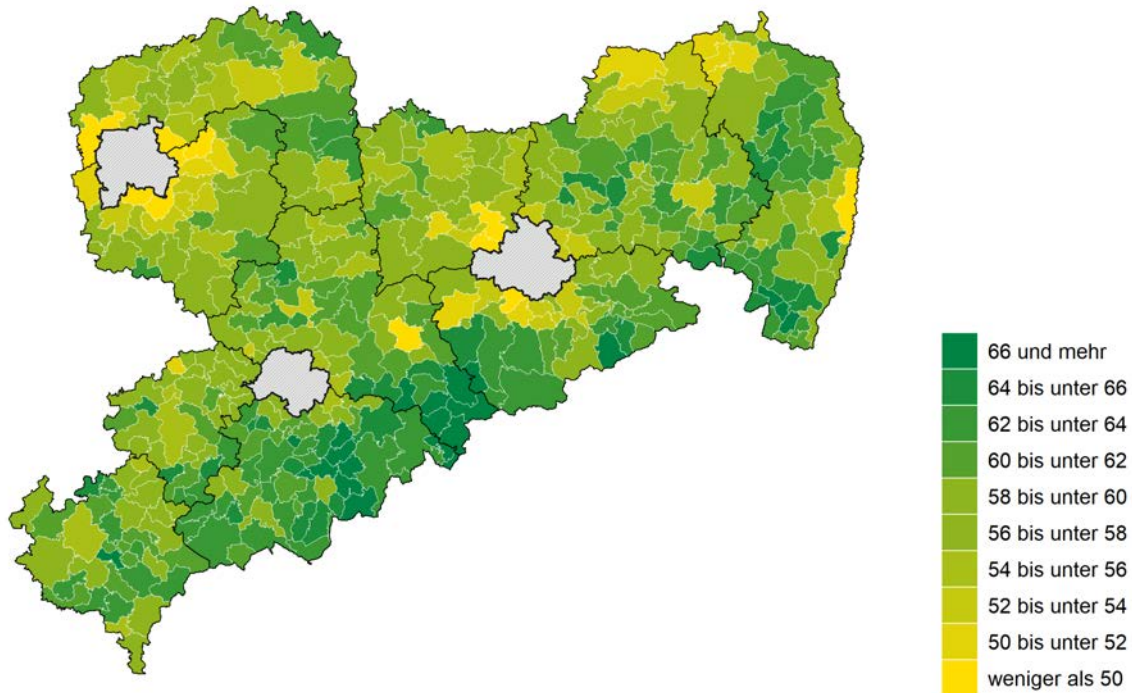 66 und mehr
64 bis unter 66
62 bis unter 64
60 bis unter 62
58 bis unter 60
56 bis unter 58
54 bis unter 56
52 bis unter 54
50 bis unter 52
weniger als 50